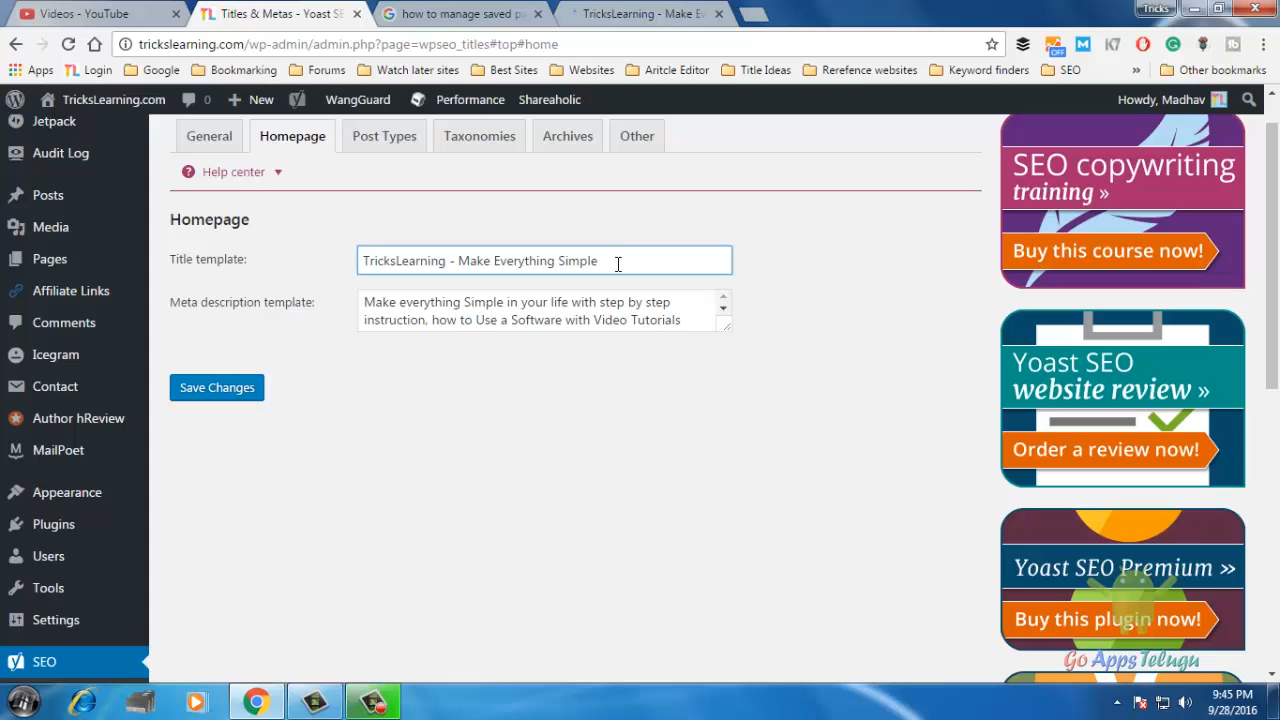 Videos - YouTube
Titles & Metas - Yoast SE
how to manage saved pa
TricksLearning - Make Ev
Tricks
trickslearning.com/wp-admin/admin.php?page=wpseo_titles#top#home
OFF
M
K7
Apps
Login
Google
Bookmarking
Forums
Watch later sites
Best Sites
Websites
Aritcle Editor
Title Ideas
Rerefence websites
Keyword finders
SEO
»
Other bookmarks
TricksLearning.com
0
New
WangGuard
Performance
Shareaholic
Howdy, Madhav
Jetpack
Audit Log
Posts
Media
Pages
Affiliate Links
Comments
Icegram
Contact
Author hReview
MailPoet
Appearance
Plugins
Users
Tools
Settings
SEO
General
Homepage
Post Types
Taxonomies
Archives
Other
Help center
Homepage
Title template:
TricksLearning - Make Everything Simple
Meta description template:
Make everything Simple in your life with step by step
instruction, how to Use a Software with Video Tutorials
Save Changes
SEO copywriting
training »
Buy this course now!
Yoast SEO
website review »
Order a review now!
Yoast SEO Premium »
Buy this plugin now!
Go AppsTelugu
9:45 PM
9/28/2016